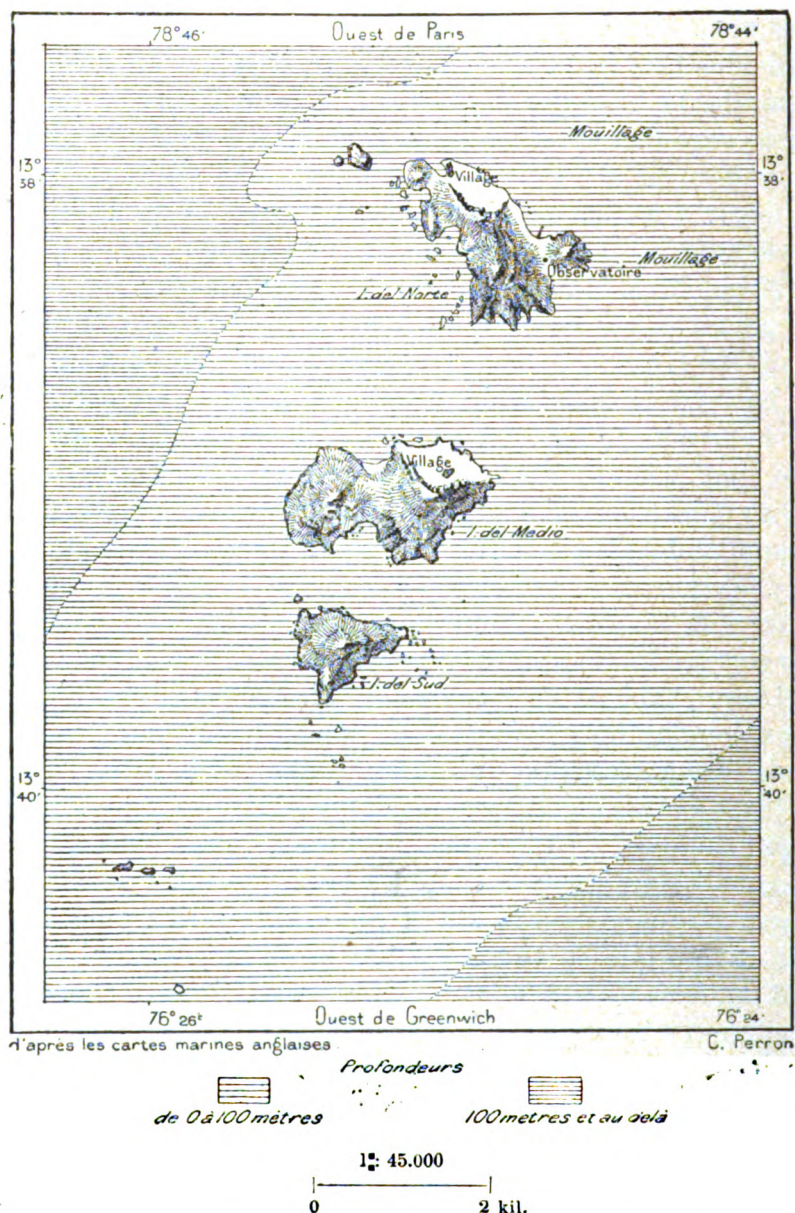 78°46' Ouest de Paris 78°44'
Mouillage
13°
38'
13°
38'
Village
Mouillage
Observatoire
I. del Norte
Village
I. del Medio
I. del Sud
13°
40'
13°
40'
76°26' Ouest de Greenwich 76°24'
d'après les cartes marines anglaises C. Perron
Profondeurs
de 0 à 100 mètres 100 mètres et au delà
1 : 45.000
0 2 kil.